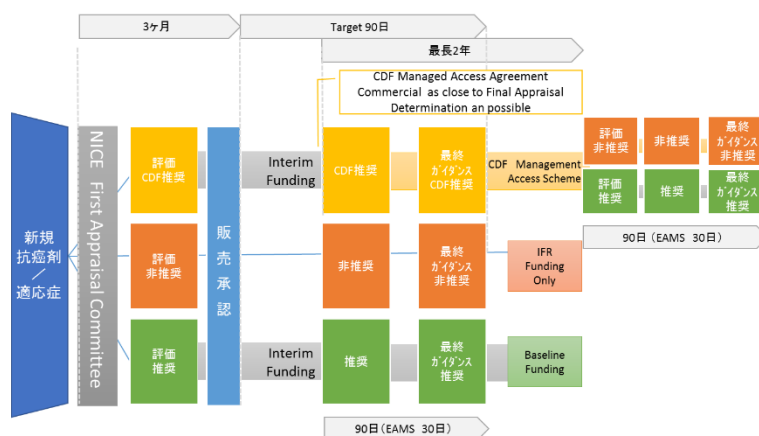 3ヶ月
Target 90日
最長2年
CDF Managed Access Agreement
Commercial as close to Final Appraisal
Determination an possible
新規
抗癌剤
／
適応症
NICE First Appraisal Committee
評価
CDF推奨
販売承認
Interim
Funding
CDF推奨
最終
ガイダンス
CDF推奨
CDF Management
Access Scheme
評価
非推奨
非推奨
最終
ガイダンス
非推奨
評価
推奨
推奨
最終
ガイダンス
推奨
90日（EAMS 30日）
評価
非推奨
非推奨
最終
ガイダンス
非推奨
IFR
Funding
Only
評価
推奨
Interim
Funding
推奨
最終
ガイダンス
推奨
Baseline
Funding
90日（EAMS 30日）